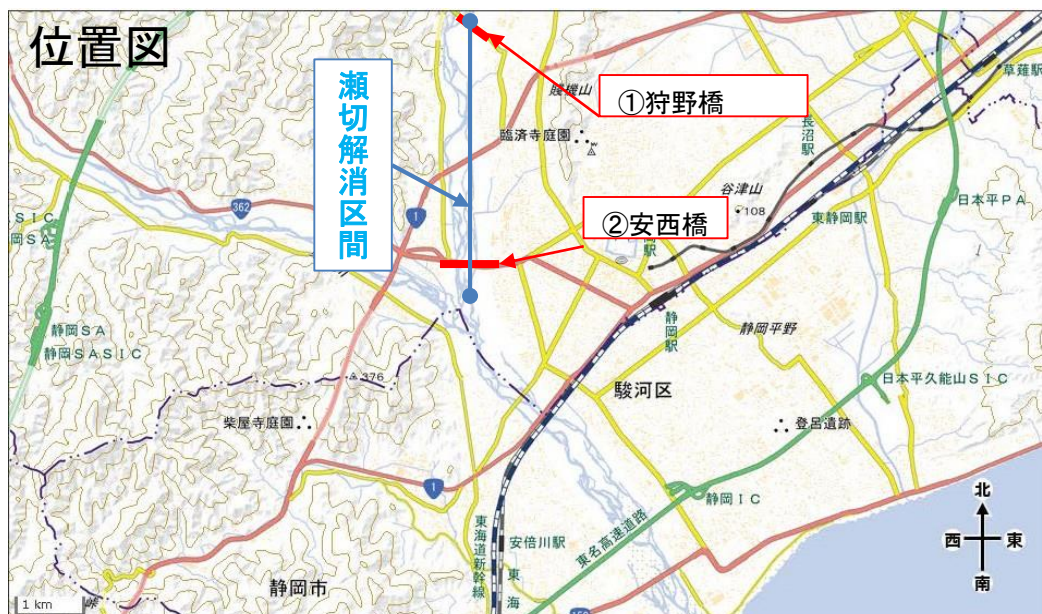 位置図
瀬切解消区間
①狩野橋
②安西橋
賤機山
草薙駅
長沼駅
臨済寺庭園
谷津山
108
日本平PA
東静岡駅
362
1
静岡SA
静岡SASIC
静岡駅
静岡平野
376
日本平久能山SIC
駿河区
柴屋寺庭園
登呂遺跡
1
静岡IC
東名高速道路
安倍川駅
東海道新幹線
東海
静岡市
北
西
東
南
峠
1 km
150